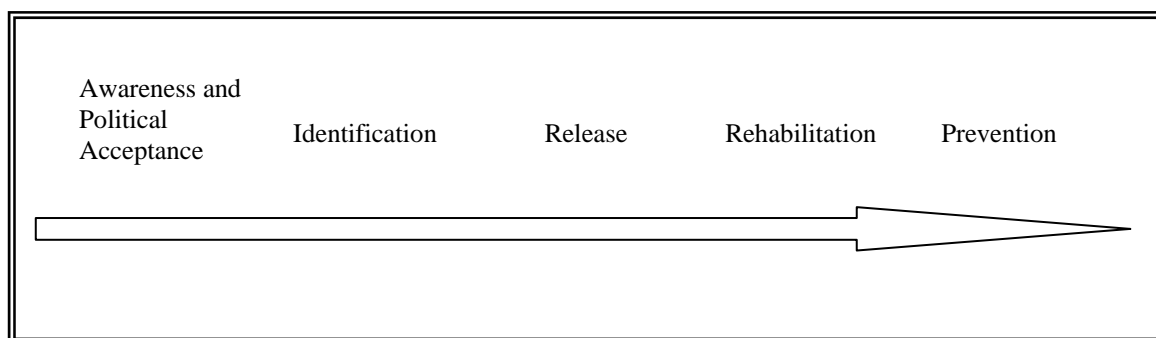 Awareness and
Political
Acceptance
Identification
Release
Rehabilitation
Prevention